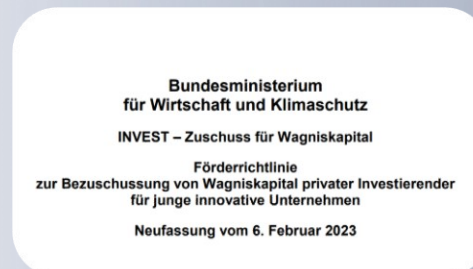 Bundesministerium
für Wirtschaft und Klimaschutz
INVEST – Zuschuss für Wagniskapital
Förderrichtlinie
zur Bezuschussung von Wagniskapital privater Investierender
für junge innovative Unternehmen
Neufassung vom 6. Februar 2023